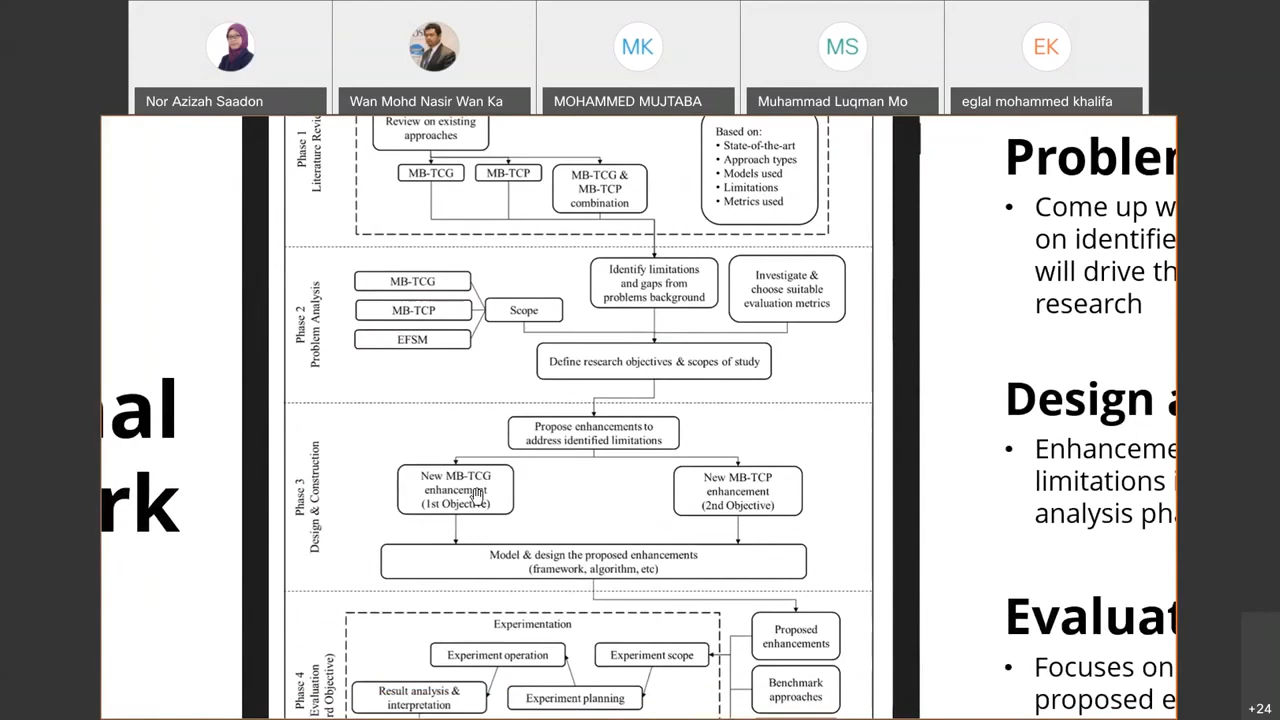 MK
MS
EK
Nor Azizah Saadon
Wan Mohd Nasir Wan Ka
MOHAMMED MUJTABA
Muhammad Luqman Mo
eglal mohammed khalifa
nal
rk
Phase 1
Literature Revie
Review on existing
approaches
MB-TCG
MB-TCP
MB-TCG &
MB-TCP
combination
Based on:
• State-of-the-art
• Approach types
• Models used
• Limitations
• Metrics used
Phase 2
Problem Analysis
MB-TCG
MB-TCP
EFSM
Scope
Identify limitations
and gaps from
problems background
Investigate &
choose suitable
evaluation metrics
Define research objectives & scopes of study
Phase 3
Design & Construction
Propose enhancements to
address identified limitations
New MB-TCG
enhancement
(1st Objective)
New MB-TCP
enhancement
(2nd Objective)
Model & design the proposed enhancements
(framework, algorithm, etc)
Phase 4
Evaluation
rd Objective)
Experimentation
Experiment operation
Experiment scope
Result analysis &
interpretation
Experiment planning
Proposed
enhancements
Benchmark
approaches
Probler
• Come up w
on identifie
will drive th
research
Design a
• Enhanceme
limitations i
analysis pha
Evaluat
• Focuses on
proposed e
+24